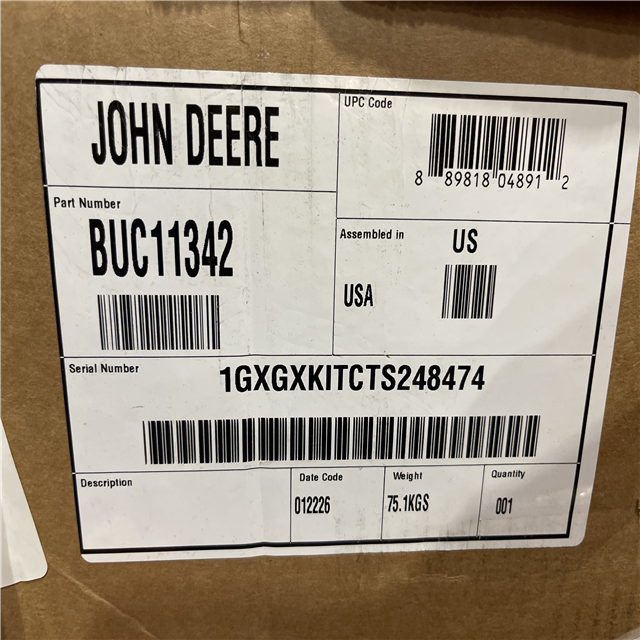 JOHN DEERE
UPC Code
8 89818 04891 2
Part Number
BUC11342
Assembled in
US
USA
Serial Number
1GXGXKITCTS248474
Description
Date Code
012226
Weight
75.1KGS
Quantity
001